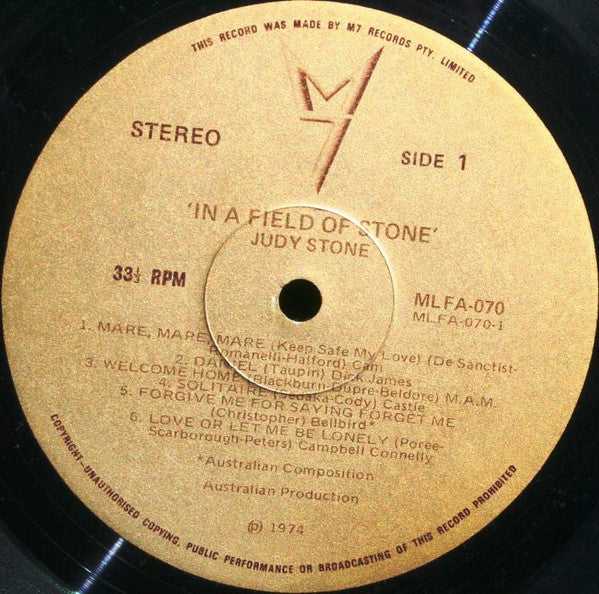 THIS RECORD WAS MADE BY M7 RECORDS PTY. LIMITED
M7
STEREO
SIDE 1
'IN A FIELD OF STONE'
JUDY STONE
33⅓ RPM
MLFA-070
MLFA-070-1
1. MARE, MARE, MARE (Keep Safe My Love) (De Sanctist-
Romanelli-Halford) Cam
2. DANIEL (Taupin) Dick James
3. WELCOME HOME (Blackburn-Dupre-Beldore) M.A.M.
4. SOLITAIRE (Sedaka-Cody) Castle
5. FORGIVE ME FOR SAYING FORGET ME
(Christopher) Bellbird*
6. LOVE OR LET ME BE LONELY (Poree-
Scarborough-Peters) Campbell Connelly
*Australian Composition
Australian Production
(p) 1974
COPYRIGHT-UNAUTHORISED COPYING, PUBLIC PERFORMANCE OR BROADCASTING OF THIS RECORD PROHIBITED